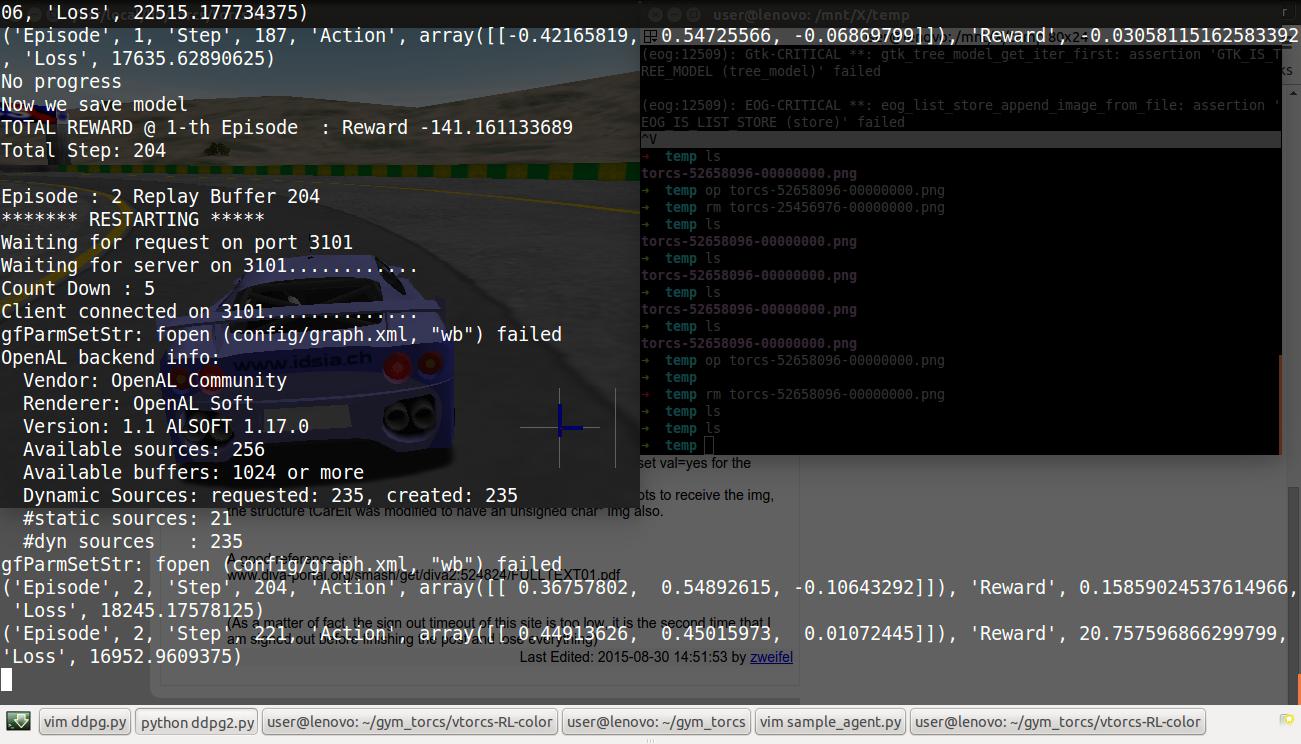 06, 'Loss', 22515.177734375)
('Episode', 1, 'Step', 187, 'Action', array([[-0.42165819,  0.54725566, -0.06869799]]), 'Reward', -0.03058115162583392
, 'Loss', 17635.62890625)
No progress
Now we save model
TOTAL REWARD @ 1-th Episode  : Reward -141.161133689
Total Step: 204
Episode : 2 Replay Buffer 204
******* RESTARTING *****
Waiting for request on port 3101
Waiting for server on 3101............
Count Down : 5
Client connected on 3101..............
gfParmSetStr: fopen (config/graph.xml, "wb") failed
OpenAL backend info:
  Vendor: OpenAL Community
  Renderer: OpenAL Soft
  Version: 1.1 ALSOFT 1.17.0
  Available sources: 256
  Available buffers: 1024 or more
  Dynamic Sources: requested: 235, created: 235
  #static sources: 21
  #dyn sources   : 235
gfParmSetStr: fopen (config/graph.xml, "wb") failed
('Episode', 2, 'Step', 204, 'Action', array([[ 0.36757802,  0.54892615, -0.10643292]]), 'Reward', 0.15859024537614966,
 'Loss', 18245.17578125)
('Episode', 2, 'Step', 221, 'Action', array([[ 0.44913626,  0.45015973,  0.01072445]]), 'Reward', 20.757596866299799,
'Loss', 16952.9609375)
www.idsia.ch
user@lenovo: /mnt/X/temp
(eog:12509): Gtk-CRITICAL **: gtk_tree_model_get_iter_first: assertion 'GTK_IS_T
REE_MODEL (tree_model)' failed
(eog:12509): EOG-CRITICAL **: eog_list_store_append_image_from_file: assertion '
EOG_IS_LIST_STORE (store)' failed
^V
→ temp ls
torcs-52658096-00000000.png
→ temp op torcs-52658096-00000000.png
→ temp rm torcs-25456976-00000000.png
→ temp ls
torcs-52658096-00000000.png
→ temp ls
torcs-52658096-00000000.png
→ temp ls
torcs-52658096-00000000.png
→ temp ls
torcs-52658096-00000000.png
→ temp op torcs-52658096-00000000.png
→ temp
→ temp rm torcs-52658096-00000000.png
→ temp ls
→ temp ls
→ temp
set val=yes for the
ots to receive the img,
the structure tCarElt was modified to have an unsigned char* img also.
A good reference is:
www.diva-portal.org/smash/get/diva2:524824/FULLTEXT01.pdf
(As a matter of fact, the sign out timeout of this site is too low, it is the second time that I
am signed out before finishing the post and lose everything)
Last Edited: 2015-08-30 14:51:53 by zweifel
vim ddpg.py
python ddpg2.py
user@lenovo: ~/gym_torcs/vtorcs-RL-color
user@lenovo: ~/gym_torcs
vim sample_agent.py
user@lenovo: ~/gym_torcs/vtorcs-RL-color